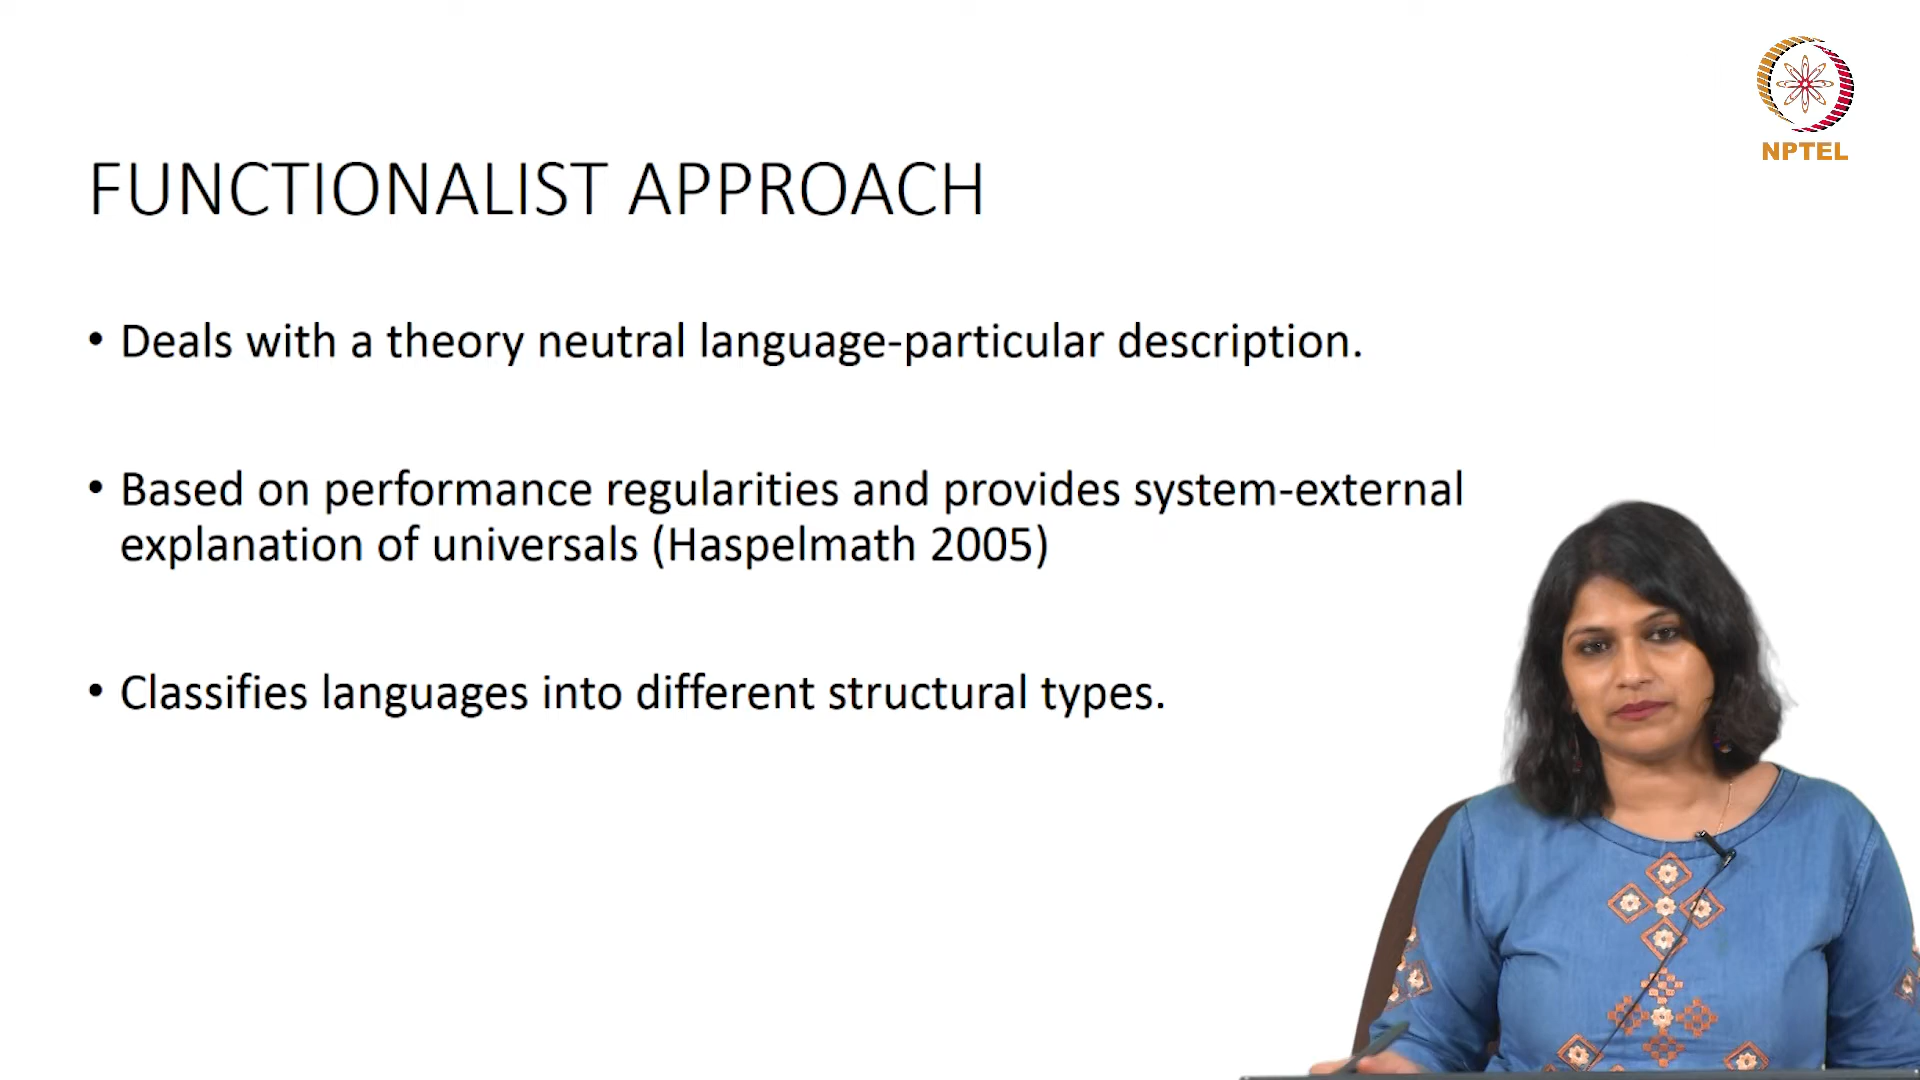 NPTEL
FUNCTIONALIST APPROACH
• Deals with a theory neutral language-particular description.
• Based on performance regularities and provides system-external
explanation of universals (Haspelmath 2005)
• Classifies languages into different structural types.